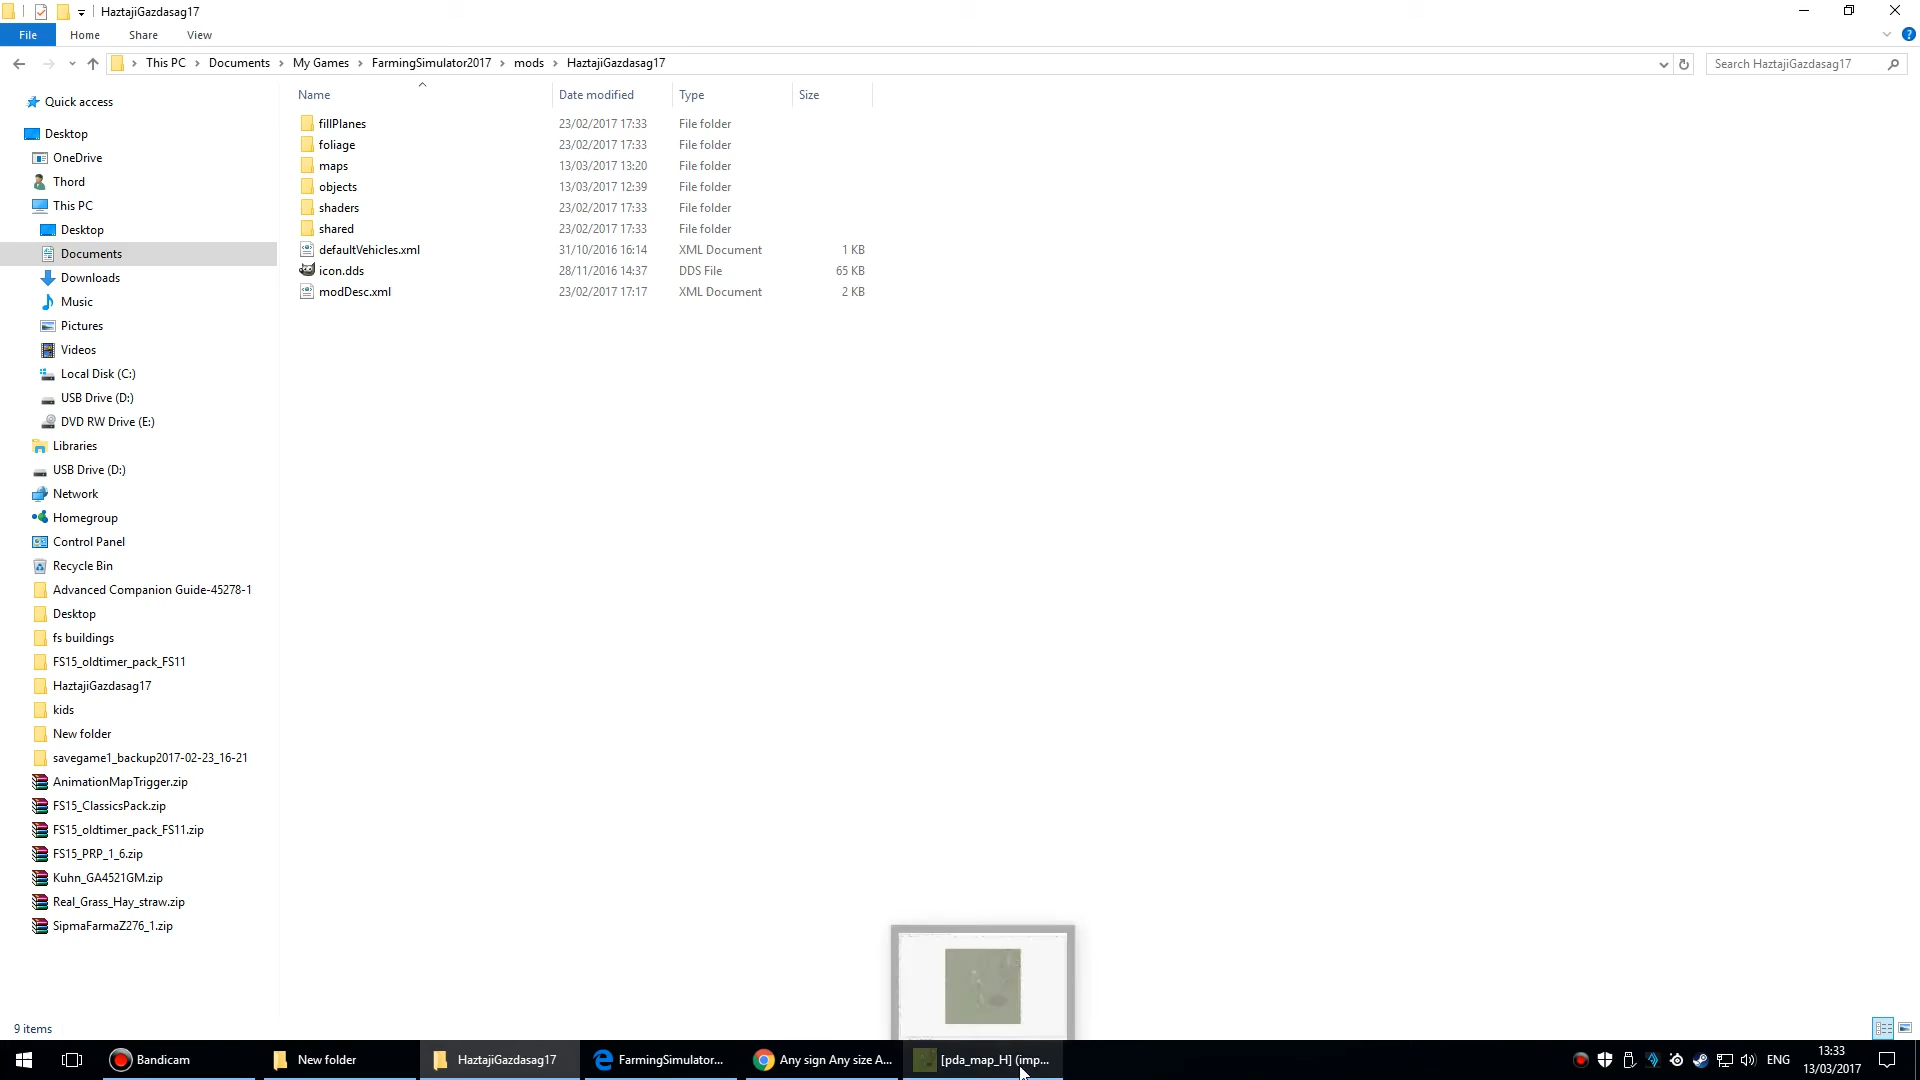 HaztajiGazdasag17
File Home Share View
This PC Documents My Games FarmingSimulator2017 mods HaztajiGazdasag17
Search HaztajiGazdasag17
Name Date modified Type Size
fillPlanes 23/02/2017 17:33 File folder
foliage 23/02/2017 17:33 File folder
maps 13/03/2017 13:20 File folder
objects 13/03/2017 12:39 File folder
shaders 23/02/2017 17:33 File folder
shared 23/02/2017 17:33 File folder
defaultVehicles.xml 31/10/2016 16:14 XML Document 1 KB
icon.dds 28/11/2016 14:37 DDS File 65 KB
modDesc.xml 23/02/2017 17:17 XML Document 2 KB
Quick access
Desktop
OneDrive
Thord
This PC
Desktop
Documents
Downloads
Music
Pictures
Videos
Local Disk (C:)
USB Drive (D:)
DVD RW Drive (E:)
Libraries
USB Drive (D:)
Network
Homegroup
Control Panel
Recycle Bin
Advanced Companion Guide-45278-1
Desktop
fs buildings
FS15_oldtimer_pack_FS11
HaztajiGazdasag17
kids
New folder
savegame1_backup2017-02-23_16-21
AnimationMapTrigger.zip
FS15_ClassicsPack.zip
FS15_oldtimer_pack_FS11.zip
FS15_PRP_1_6.zip
Kuhn_GA4521GM.zip
Real_Grass_Hay_straw.zip
SipmaFarmaZ276_1.zip
9 items
Bandicam New folder HaztajiGazdasag17 FarmingSimulator... Any sign Any size A... [pda_map_H] (imp... ENG 13:33
13/03/2017